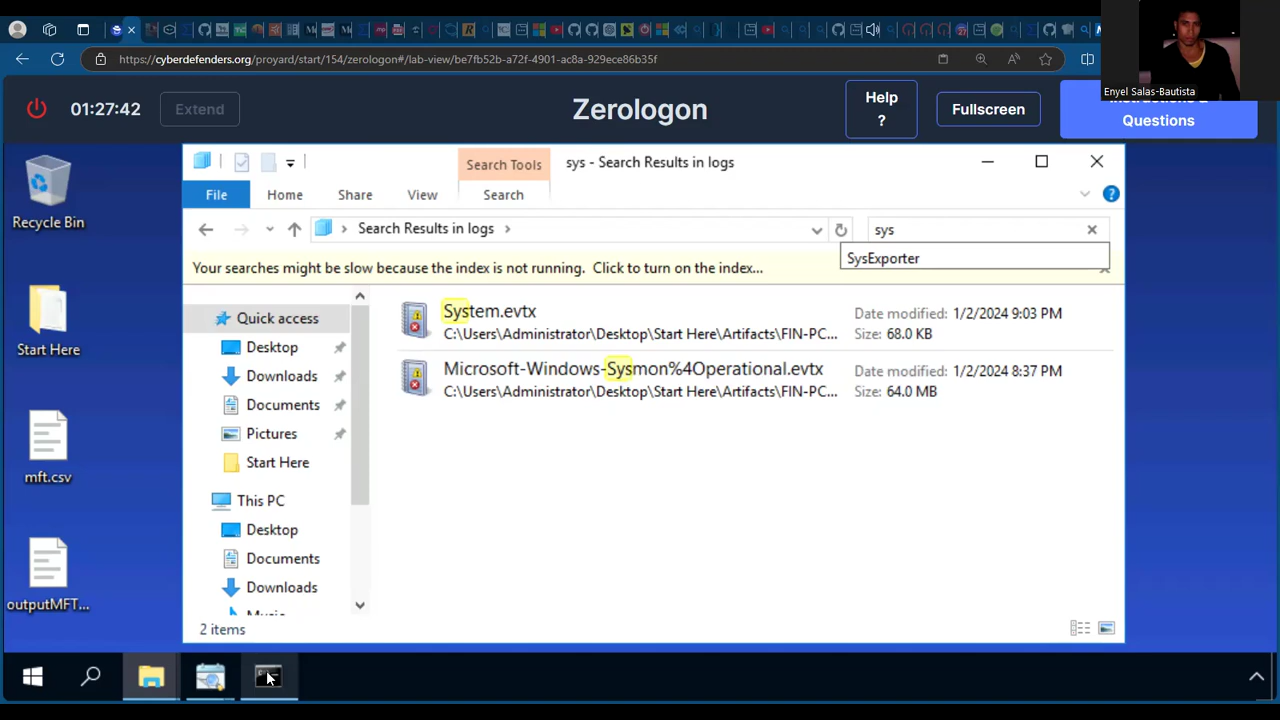 https://cyberdefenders.org/proyard/start/154/zerologon#/lab-view/be7fb52b-a72f-4901-ac8a-929ece86b35f
Enyel Salas-Bautista
01:27:42
Extend
Zerologon
Help
?
Fullscreen
Questions
Recycle Bin
Start Here
mft.csv
outputMFT...
Search Tools
sys - Search Results in logs
File
Home
Share
View
Search
Search Results in logs
sys
SysExporter
Your searches might be slow because the index is not running. Click to turn on the index...
Quick access
Desktop
Downloads
Documents
Pictures
Start Here
This PC
Desktop
Documents
Downloads
System.evtx
C:\Users\Administrator\Desktop\Start Here\Artifacts\FIN-PC...
Date modified: 1/2/2024 9:03 PM
Size: 68.0 KB
Microsoft-Windows-Sysmon%4Operational.evtx
C:\Users\Administrator\Desktop\Start Here\Artifacts\FIN-PC...
Date modified: 1/2/2024 8:37 PM
Size: 64.0 MB
2 items